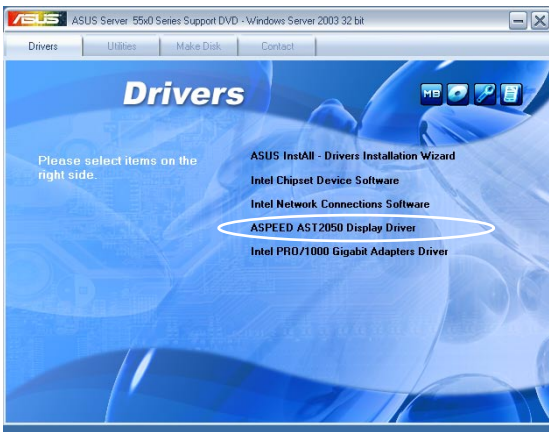 ASUS ASUS Server 55x0 Series Support DVD - Windows Server 2003 32 bit
Drivers Utilities Make Disk Contact
Drivers
MB
Please select items on the
right side.
ASUS InstAll - Drivers Installation Wizard
Intel Chipset Device Software
Intel Network Connections Software
ASPEED AST2050 Display Driver
Intel PRO/1000 Gigabit Adapters Driver